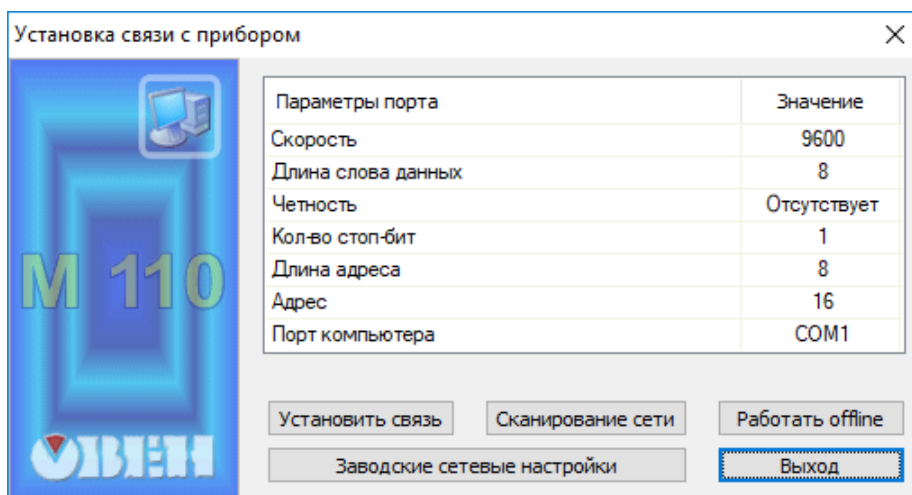 Установка связи с прибором
М 110
ОВЕН
Параметры порта Значение
Скорость 9600
Длина слова данных 8
Четность Отсутствует
Кол-во стоп-бит 1
Длина адреса 8
Адрес 16
Порт компьютера COM1
Установить связь Сканирование сети Работать offline
Заводские сетевые настройки Выход